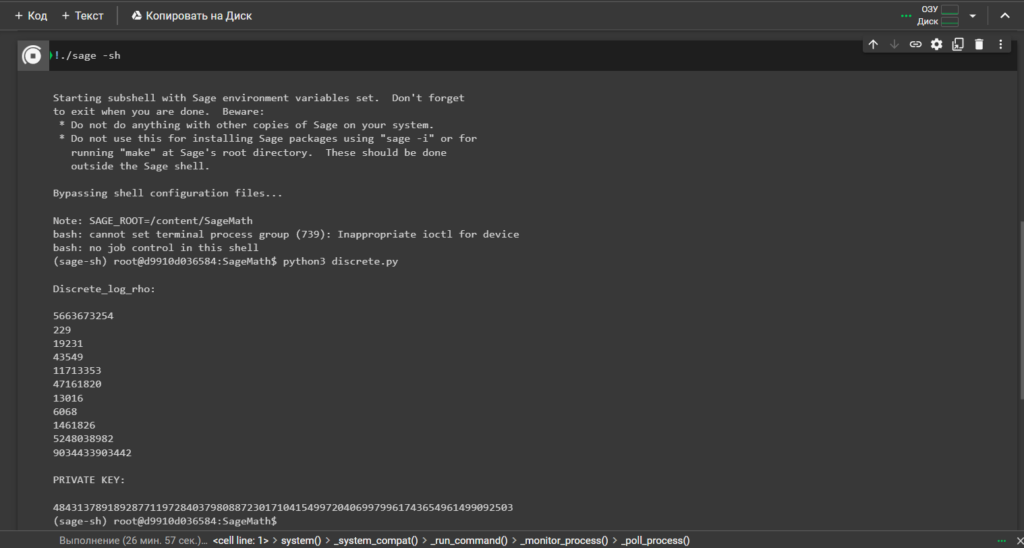 + Код + Текст Копировать на Диск ОЗУ
Диск
!./sage -sh
Starting subshell with Sage environment variables set. Don't forget
to exit when you are done. Beware:
* Do not do anything with other copies of Sage on your system.
* Do not use this for installing Sage packages using "sage -i" or for
running "make" at Sage's root directory. These should be done
outside the Sage shell.
Bypassing shell configuration files...
Note: SAGE_ROOT=/content/SageMath
bash: cannot set terminal process group (739): Inappropriate ioctl for device
bash: no job control in this shell
(sage-sh) root@d9910d036584:SageMath$ python3 discrete.py
Discrete_log_rho:
5663673254
229
19231
43549
11713353
47161820
13016
6068
1461826
5248038982
9034433903442
PRIVATE KEY:
4843137891892877119728403798088723017104154997204069979961743654961499092503
(sage-sh) root@d9910d036584:SageMath$
Выполнение (26 мин. 57 сек.)... <cell line: 1> > system() > _system_compat() > _run_command() > _monitor_process() > _poll_process()